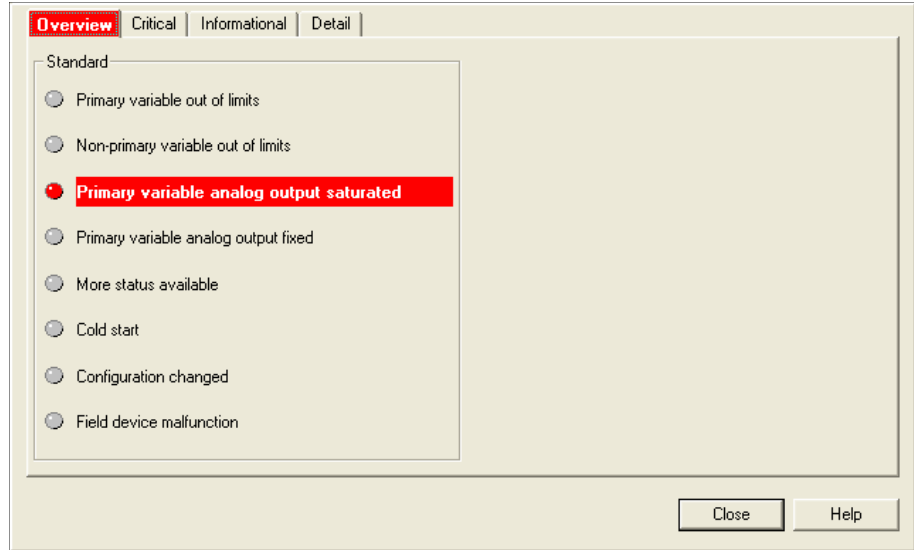 Overview Critical Informational Detail
Standard
Primary variable out of limits
Non-primary variable out of limits
Primary variable analog output saturated
Primary variable analog output fixed
More status available
Cold start
Configuration changed
Field device malfunction
Close Help